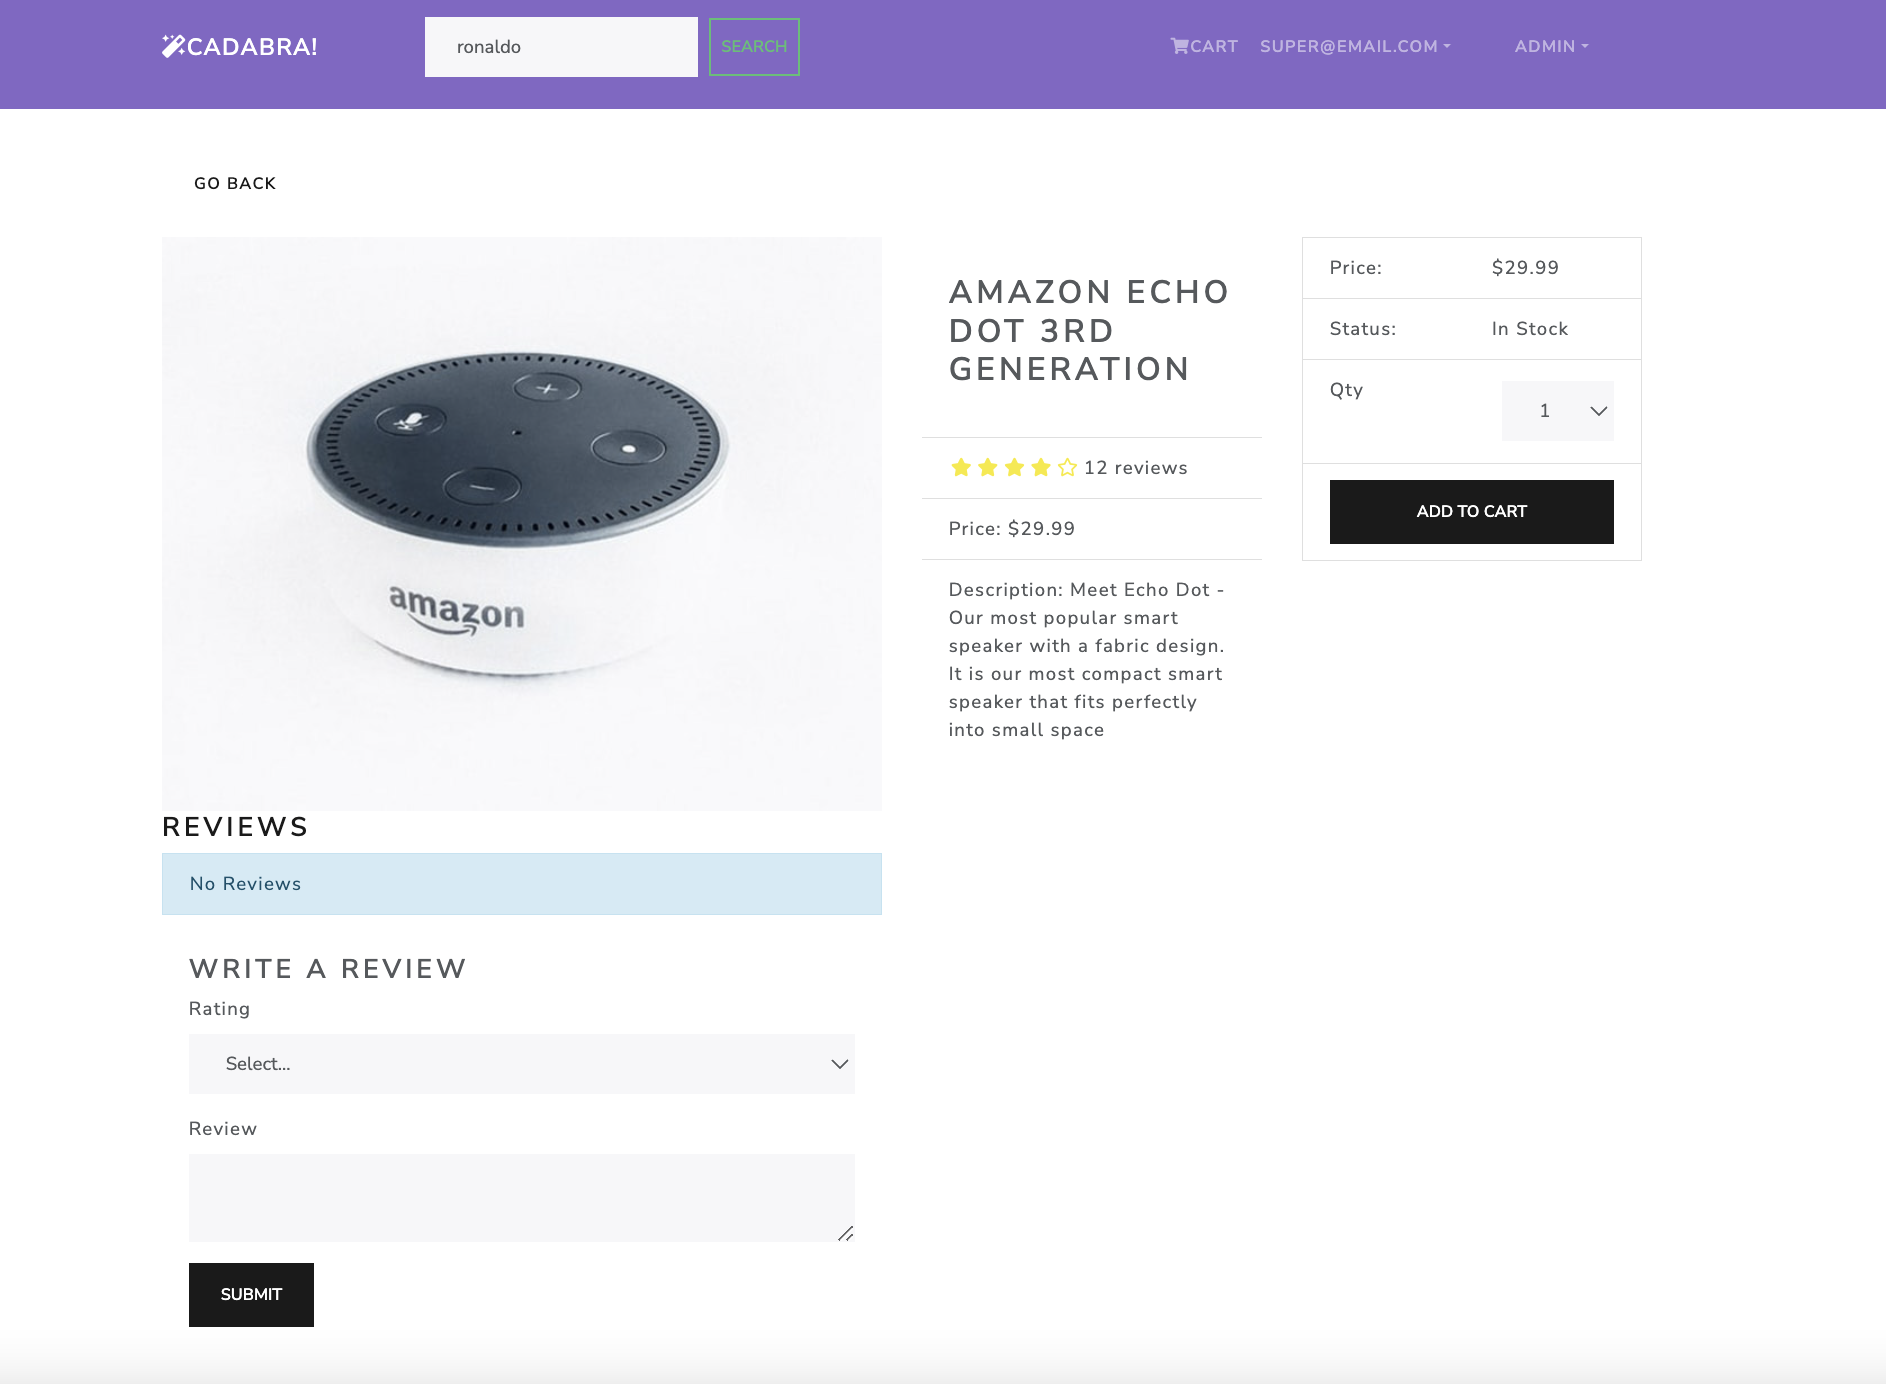 CADABRA!
ronaldo
SEARCH
CART
SUPER@EMAIL.COM
ADMIN
GO BACK
amazon
AMAZON ECHO
DOT 3RD
GENERATION
12 reviews
Price: $29.99
Description: Meet Echo Dot -
Our most popular smart
speaker with a fabric design.
It is our most compact smart
speaker that fits perfectly
into small space
Price: $29.99
Status: In Stock
Qty 1
ADD TO CART
REVIEWS
No Reviews
WRITE A REVIEW
Rating
Select...
Review
SUBMIT